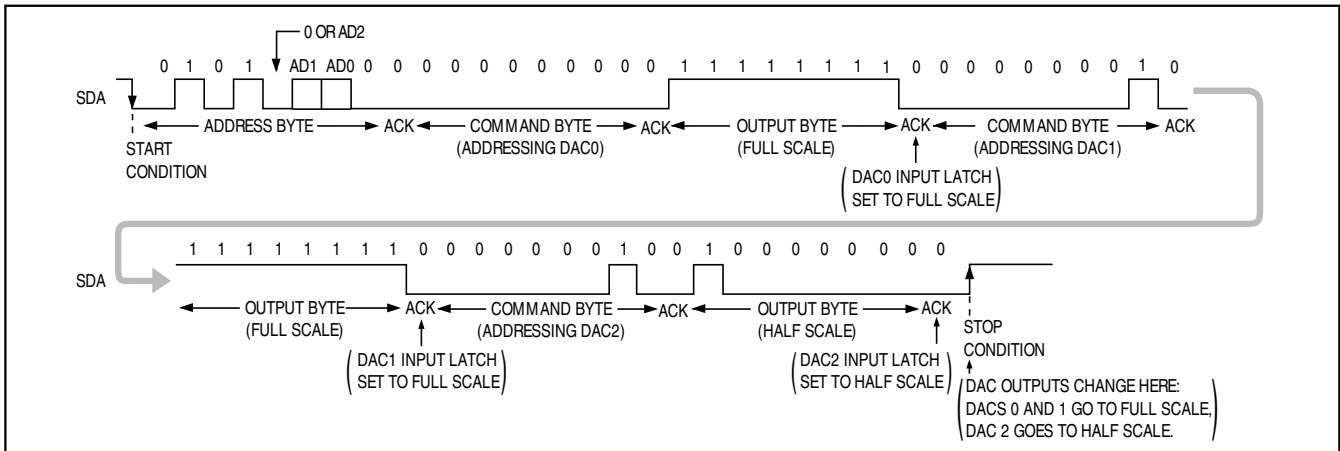 0 OR AD2
0 1 0 1 AD1 AD0 0 0 0 0 0 0 0 0 0 0 0 1 1 1 1 1 1 1 1 0 0 0 0 0 0 0 0 1 0
SDA
ADDRESS BYTE ACK COMMAND BYTE ACK OUTPUT BYTE ACK COMMAND BYTE ACK
START (ADDRESSING DAC0) (FULL SCALE) (ADDRESSING DAC1)
CONDITION
(DAC0 INPUT LATCH
SET TO FULL SCALE)
1 1 1 1 1 1 1 1 0 0 0 0 0 0 0 1 0 0 1 0 0 0 0 0 0 0 0
SDA
OUTPUT BYTE ACK COMMAND BYTE ACK OUTPUT BYTE ACK
(FULL SCALE) (ADDRESSING DAC2) (HALF SCALE)
STOP
CONDITION
(DAC1 INPUT LATCH
SET TO FULL SCALE)
(DAC2 INPUT LATCH
SET TO HALF SCALE)
(DAC OUTPUTS CHANGE HERE:
DACS 0 AND 1 GO TO FULL SCALE,
DAC 2 GOES TO HALF SCALE.)